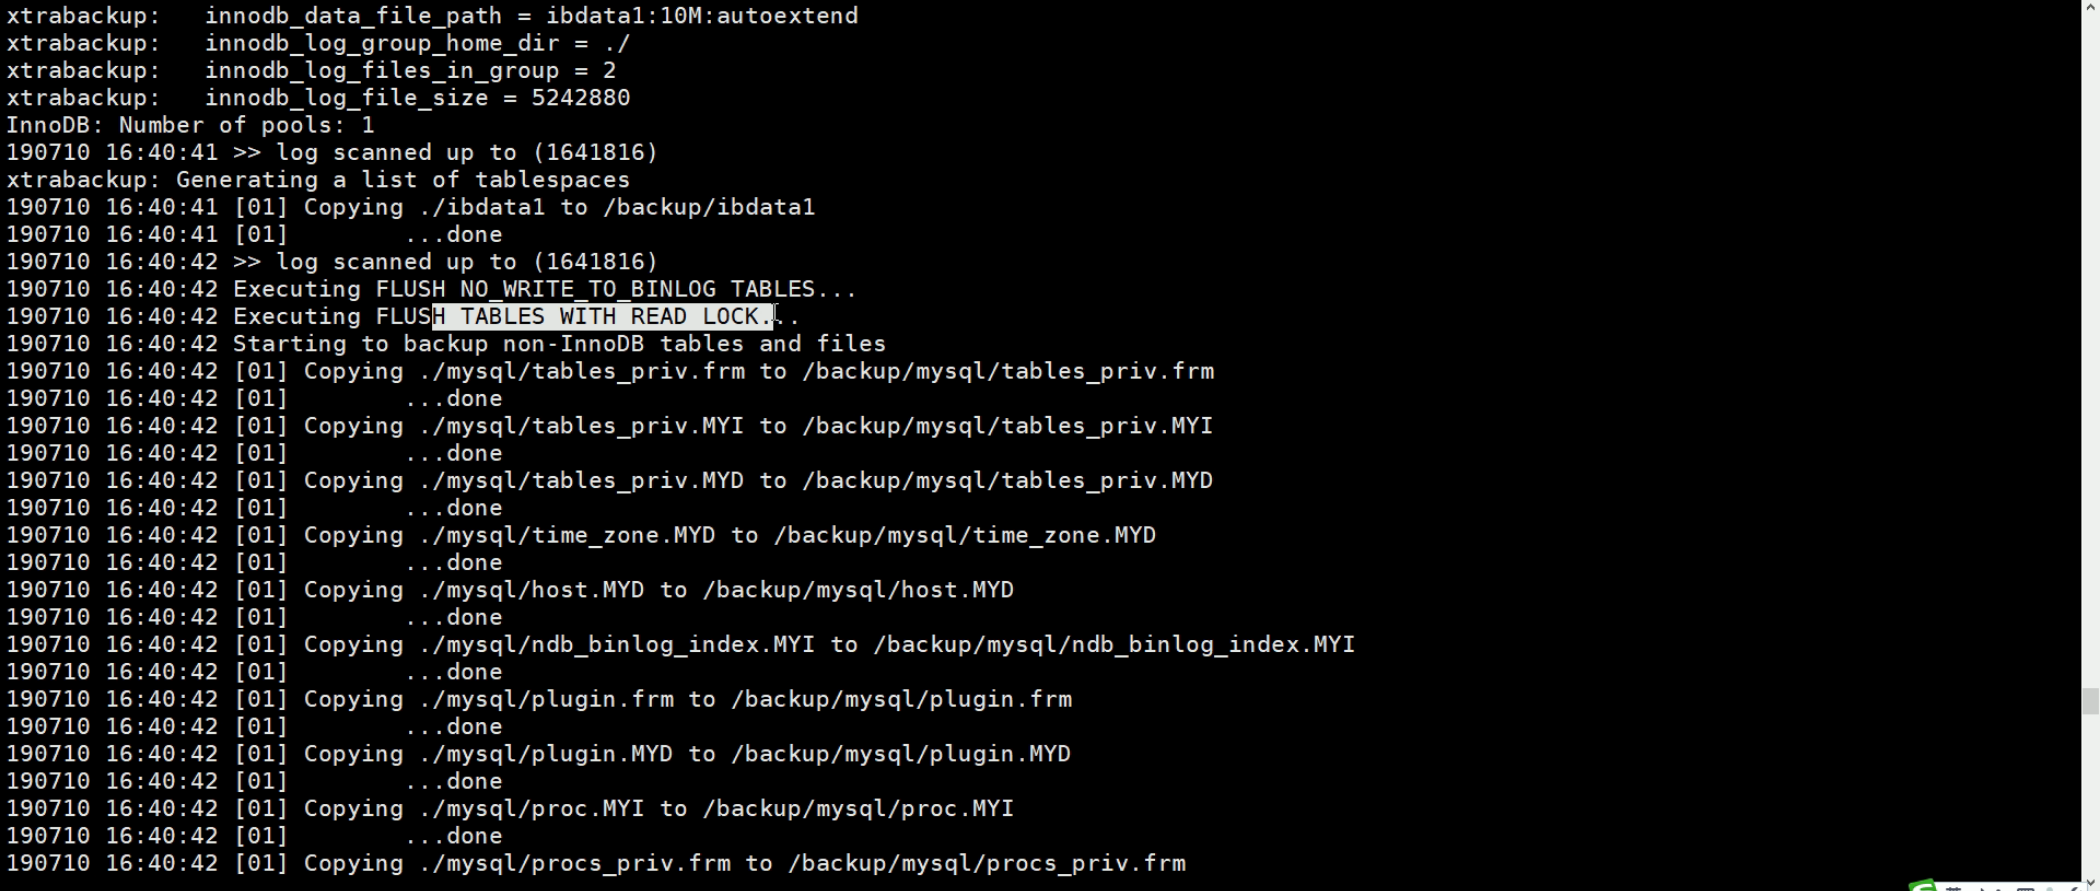 xtrabackup:   innodb_data_file_path = ibdata1:10M:autoextend
xtrabackup:   innodb_log_group_home_dir = ./
xtrabackup:   innodb_log_files_in_group = 2
xtrabackup:   innodb_log_file_size = 5242880
InnoDB: Number of pools: 1
190710 16:40:41 >> log scanned up to (1641816)
xtrabackup: Generating a list of tablespaces
190710 16:40:41 [01] Copying ./ibdata1 to /backup/ibdata1
190710 16:40:41 [01]        ...done
190710 16:40:42 >> log scanned up to (1641816)
190710 16:40:42 Executing FLUSH NO_WRITE_TO_BINLOG TABLES...
190710 16:40:42 Executing FLUSH TABLES WITH READ LOCK...
190710 16:40:42 Starting to backup non-InnoDB tables and files
190710 16:40:42 [01] Copying ./mysql/tables_priv.frm to /backup/mysql/tables_priv.frm
190710 16:40:42 [01]        ...done
190710 16:40:42 [01] Copying ./mysql/tables_priv.MYI to /backup/mysql/tables_priv.MYI
190710 16:40:42 [01]        ...done
190710 16:40:42 [01] Copying ./mysql/tables_priv.MYD to /backup/mysql/tables_priv.MYD
190710 16:40:42 [01]        ...done
190710 16:40:42 [01] Copying ./mysql/time_zone.MYD to /backup/mysql/time_zone.MYD
190710 16:40:42 [01]        ...done
190710 16:40:42 [01] Copying ./mysql/host.MYD to /backup/mysql/host.MYD
190710 16:40:42 [01]        ...done
190710 16:40:42 [01] Copying ./mysql/ndb_binlog_index.MYI to /backup/mysql/ndb_binlog_index.MYI
190710 16:40:42 [01]        ...done
190710 16:40:42 [01] Copying ./mysql/plugin.frm to /backup/mysql/plugin.frm
190710 16:40:42 [01]        ...done
190710 16:40:42 [01] Copying ./mysql/plugin.MYD to /backup/mysql/plugin.MYD
190710 16:40:42 [01]        ...done
190710 16:40:42 [01] Copying ./mysql/proc.MYI to /backup/mysql/proc.MYI
190710 16:40:42 [01]        ...done
190710 16:40:42 [01] Copying ./mysql/procs_priv.frm to /backup/mysql/procs_priv.frm